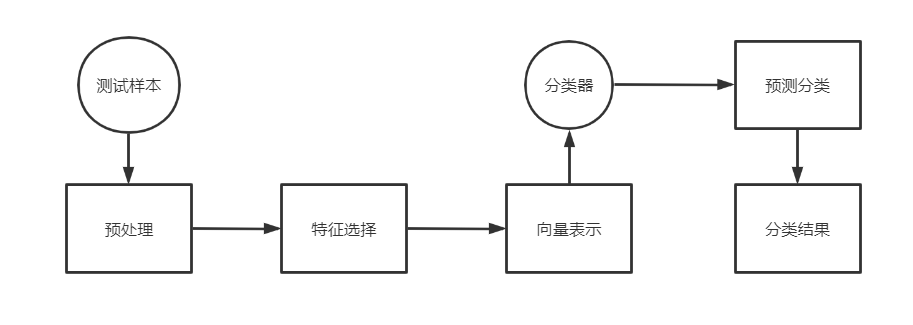 测试样本
预处理
特征选择
向量表示
分类器
预测分类
分类结果